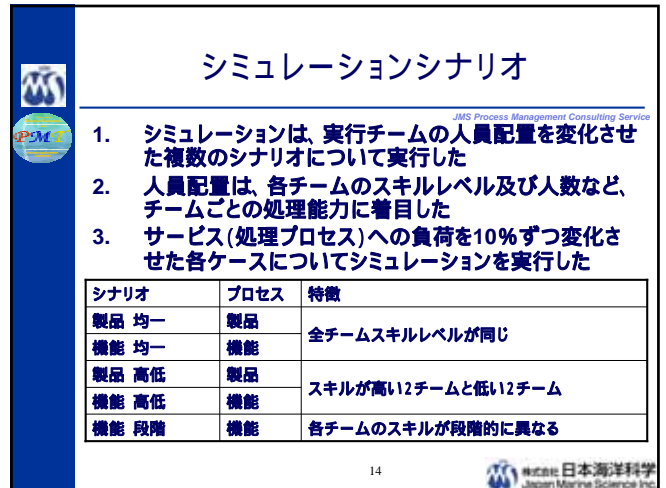 シミュレーションシナリオ
JMS Process Management Consulting Service
PMT
1. シミュレーションは、実行チームの人員配置を変化させ
た複数のシナリオについて実行した
2. 人員配置は、各チームのスキルレベル及び人数など、
チームごとの処理能力に着目した
3. サービス(処理プロセス)への負荷を10%ずつ変化さ
せた各ケースについてシミュレーションを実行した
シナリオ プロセス 特徴
製品 均一 製品 全チームスキルレベルが同じ
機能 均一 機能
製品 高低 製品 スキルが高い2チームと低い2チーム
機能 高低 機能
機能 段階 機能 各チームのスキルが段階的に異なる
14
株式会社 日本海洋科学
Japan Marine Science Inc.